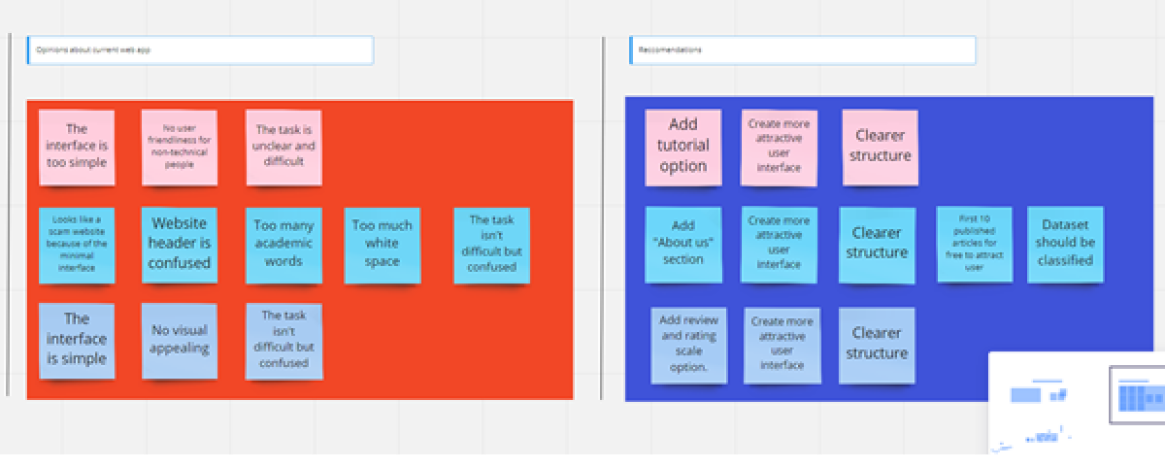 Opinions about current web app
Reccomendations
The
interface is
too simple
No user
friendliness for
non-technical
people
The task is
unclear and
difficult
Looks like a
scam website
because of the
minimal
interface
Website
header is
confused
Too many
academic
words
Too much
white
space
The task
isn't
difficult but
confused
The
interface
is simple
No visual
appealing
The task
isn't
difficult but
confused
Add
tutorial
option
Create more
attractive
user
interface
Clearer
structure
Add
"About us"
section
Create more
attractive
user
interface
Clearer
structure
First 10
published
articles for
free to attract
user
Dataset
should be
classified
Add review
and rating
scale
option.
Create more
attractive
user
interface
Clearer
structure